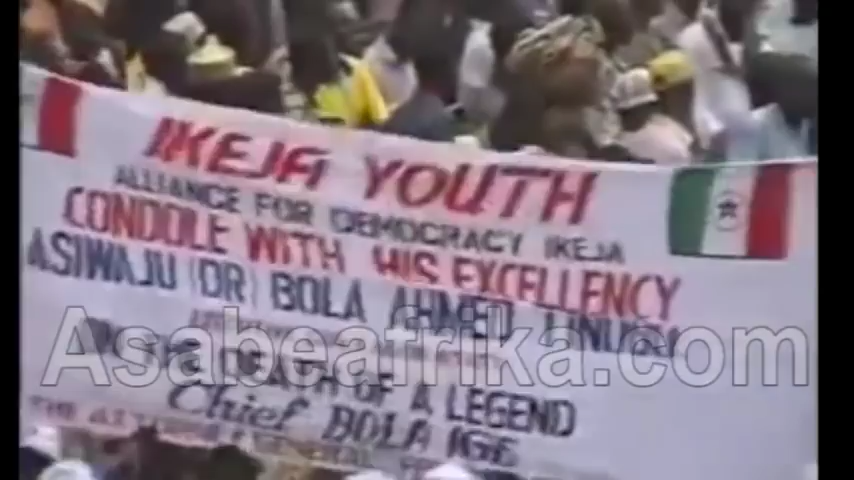 IKEJA YOUTH
ALLIANCE FOR DEMOCRACY IKEJA
CONDOLE WITH HIS EXCELLENCY
ASIWAJU (DR) BOLA AHMED TINUBU
DEATH OF A LEGEND
Chief BOLA IGE
Asabeafrika.com